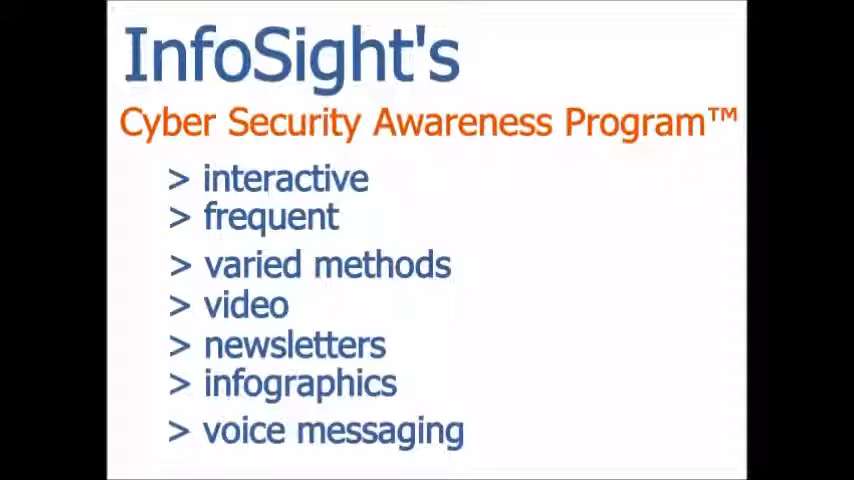 InfoSight's
Cyber Security Awareness Program™
> interactive
> frequent
> varied methods
> video
> newsletters
> infographics
> voice messaging